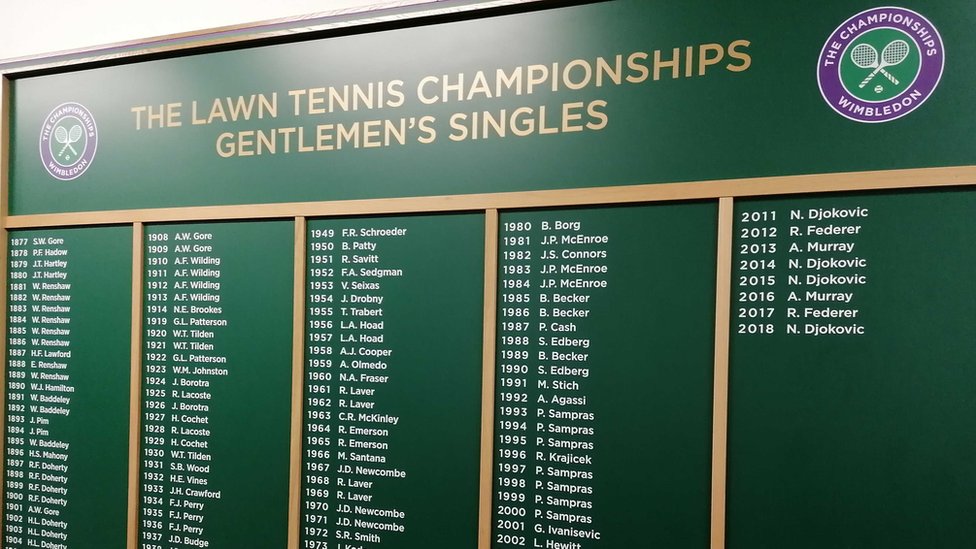 THE LAWN TENNIS CHAMPIONSHIPS
GENTLEMEN'S SINGLES
THE CHAMPIONSHIPS
WIMBLEDON
THE CHAMPIONSHIPS
WIMBLEDON
1877 S.W. Gore
1878 P.F. Hadow
1879 J.T. Hartley
1880 J.T. Hartley
1881 W. Renshaw
1882 W. Renshaw
1883 W. Renshaw
1884 W. Renshaw
1885 W. Renshaw
1886 W. Renshaw
1887 H.F. Lawford
1888 E. Renshaw
1889 W. Renshaw
1890 W.J. Hamilton
1891 W. Baddeley
1892 W. Baddeley
1893 J. Pim
1894 J. Pim
1895 W. Baddeley
1896 H.S. Mahony
1897 R.F. Doherty
1898 R.F. Doherty
1899 R.F. Doherty
1900 R.F. Doherty
1901 A.W. Gore
1902 H.L. Doherty
1903 H.L. Doherty
1904 H.L. Doherty
1908 A.W. Gore
1909 A.W. Gore
1910 A.F. Wilding
1911 A.F. Wilding
1912 A.F. Wilding
1913 A.F. Wilding
1914 N.E. Brookes
1919 G.L. Patterson
1920 W.T. Tilden
1921 W.T. Tilden
1922 G.L. Patterson
1923 W.M. Johnston
1924 J. Borotra
1925 R. Lacoste
1926 J. Borotra
1927 H. Cochet
1928 R. Lacoste
1929 H. Cochet
1930 W.T. Tilden
1931 S.B. Wood
1932 H.E. Vines
1933 J.H. Crawford
1934 F.J. Perry
1935 F.J. Perry
1936 F.J. Perry
1937 J.D. Budge
1938
1949 F.R. Schroeder
1950 B. Patty
1951 R. Savitt
1952 F.A. Sedgman
1953 V. Seixas
1954 J. Drobny
1955 T. Trabert
1956 L.A. Hoad
1957 L.A. Hoad
1958 A.J. Cooper
1959 A. Olmedo
1960 N.A. Fraser
1961 R. Laver
1962 R. Laver
1963 C.R. McKinley
1964 R. Emerson
1965 R. Emerson
1966 M. Santana
1967 J.D. Newcombe
1968 R. Laver
1969 R. Laver
1970 J.D. Newcombe
1971 J.D. Newcombe
1972 S.R. Smith
1973 J. Kodes
1980 B. Borg
1981 J.P. McEnroe
1982 J.S. Connors
1983 J.P. McEnroe
1984 J.P. McEnroe
1985 B. Becker
1986 B. Becker
1987 P. Cash
1988 S. Edberg
1989 B. Becker
1990 S. Edberg
1991 M. Stich
1992 A. Agassi
1993 P. Sampras
1994 P. Sampras
1995 P. Sampras
1996 R. Krajicek
1997 P. Sampras
1998 P. Sampras
1999 P. Sampras
2000 P. Sampras
2001 G. Ivanisevic
2002 L. Hewitt
2011 N. Djokovic
2012 R. Federer
2013 A. Murray
2014 N. Djokovic
2015 N. Djokovic
2016 A. Murray
2017 R. Federer
2018 N. Djokovic